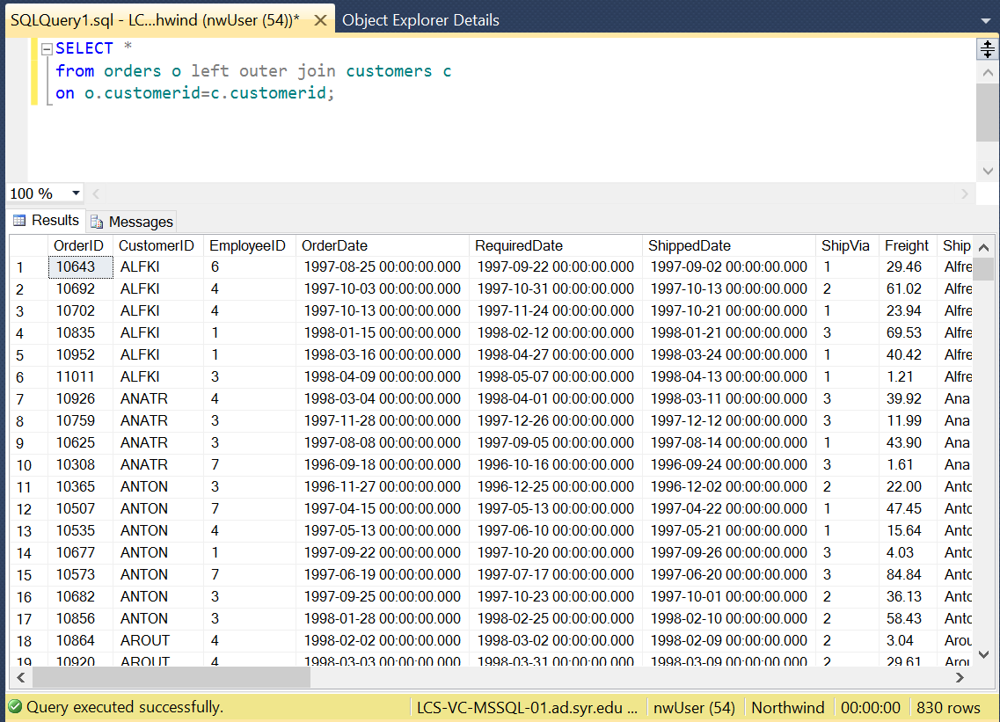 SQLQuery1.sql - LC...hwind (nwUser (54))* Object Explorer Details
SELECT *
from orders o left outer join customers c
on o.customerid=c.customerid;
100 %
Results Messages
OrderID CustomerID EmployeeID OrderDate RequiredDate ShippedDate ShipVia Freight Ship
1 10643 ALFKI 6 1997-08-25 00:00:00.000 1997-09-22 00:00:00.000 1997-09-02 00:00:00.000 1 29.46 Alfre
2 10692 ALFKI 4 1997-10-03 00:00:00.000 1997-10-31 00:00:00.000 1997-10-13 00:00:00.000 2 61.02 Alfre
3 10702 ALFKI 4 1997-10-13 00:00:00.000 1997-11-24 00:00:00.000 1997-10-21 00:00:00.000 1 23.94 Alfre
4 10835 ALFKI 1 1998-01-15 00:00:00.000 1998-02-12 00:00:00.000 1998-01-21 00:00:00.000 3 69.53 Alfre
5 10952 ALFKI 1 1998-03-16 00:00:00.000 1998-04-27 00:00:00.000 1998-03-24 00:00:00.000 1 40.42 Alfre
6 11011 ALFKI 3 1998-04-09 00:00:00.000 1998-05-07 00:00:00.000 1998-04-13 00:00:00.000 1 1.21 Alfre
7 10926 ANATR 4 1998-03-04 00:00:00.000 1998-04-01 00:00:00.000 1998-03-11 00:00:00.000 3 39.92 Ana
8 10759 ANATR 3 1997-11-28 00:00:00.000 1997-12-26 00:00:00.000 1997-12-12 00:00:00.000 3 11.99 Ana
9 10625 ANATR 3 1997-08-08 00:00:00.000 1997-09-05 00:00:00.000 1997-08-14 00:00:00.000 1 43.90 Ana
10 10308 ANATR 7 1996-09-18 00:00:00.000 1996-10-16 00:00:00.000 1996-09-24 00:00:00.000 3 1.61 Ana
11 10365 ANTON 3 1996-11-27 00:00:00.000 1996-12-25 00:00:00.000 1996-12-02 00:00:00.000 2 22.00 Antc
12 10507 ANTON 7 1997-04-15 00:00:00.000 1997-05-13 00:00:00.000 1997-04-22 00:00:00.000 1 47.45 Antc
13 10535 ANTON 4 1997-05-13 00:00:00.000 1997-06-10 00:00:00.000 1997-05-21 00:00:00.000 1 15.64 Antc
14 10677 ANTON 1 1997-09-22 00:00:00.000 1997-10-20 00:00:00.000 1997-09-26 00:00:00.000 3 4.03 Antc
15 10573 ANTON 7 1997-06-19 00:00:00.000 1997-07-17 00:00:00.000 1997-06-20 00:00:00.000 3 84.84 Antc
16 10682 ANTON 3 1997-09-25 00:00:00.000 1997-10-23 00:00:00.000 1997-10-01 00:00:00.000 2 36.13 Antc
17 10856 ANTON 3 1998-01-28 00:00:00.000 1998-02-25 00:00:00.000 1998-02-10 00:00:00.000 2 58.43 Antc
18 10864 AROUT 4 1998-02-02 00:00:00.000 1998-03-02 00:00:00.000 1998-02-09 00:00:00.000 2 3.04 Arou
19 10920 AROUT 4 1998-03-03 00:00:00.000 1998-03-31 00:00:00.000 1998-03-09 00:00:00.000 2 29.61 Arou
Query executed successfully. LCS-VC-MSSQL-01.ad.syr.edu ... nwUser (54) Northwind 00:00:00 830 rows